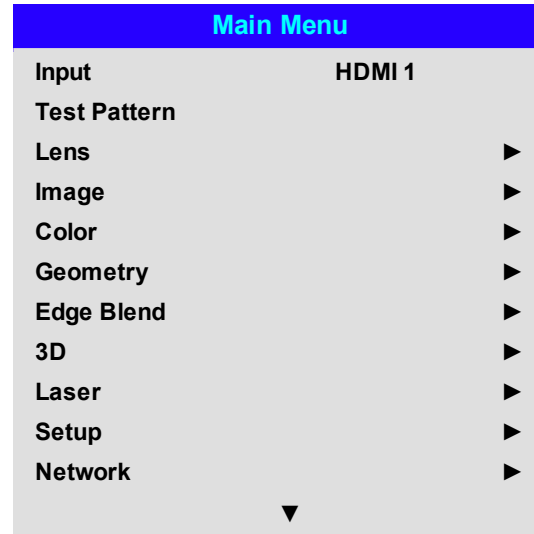 Main Menu
Input HDMI 1
Test Pattern
Lens ►
Image ►
Color ►
Geometry ►
Edge Blend ►
3D ►
Laser ►
Setup ►
Network ►
▼